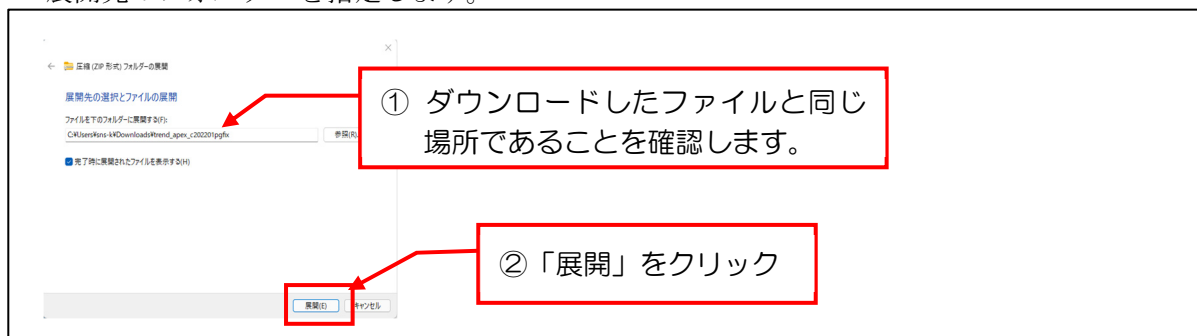 展開先のフォルダーを指定します。
×
← 圧縮 (ZIP 形式) フォルダーの展開
展開先の選択とファイルの展開
ファイルを下のフォルダーに展開する(F):
C:¥Users¥sns-k¥Downloads¥trend_apex_c202201pgfix
参照(R)
完了時に展開されたファイルを表示する(H)
① ダウンロードしたファイルと同じ
場所であることを確認します。
②「展開」をクリック
展開(E)
キャンセル